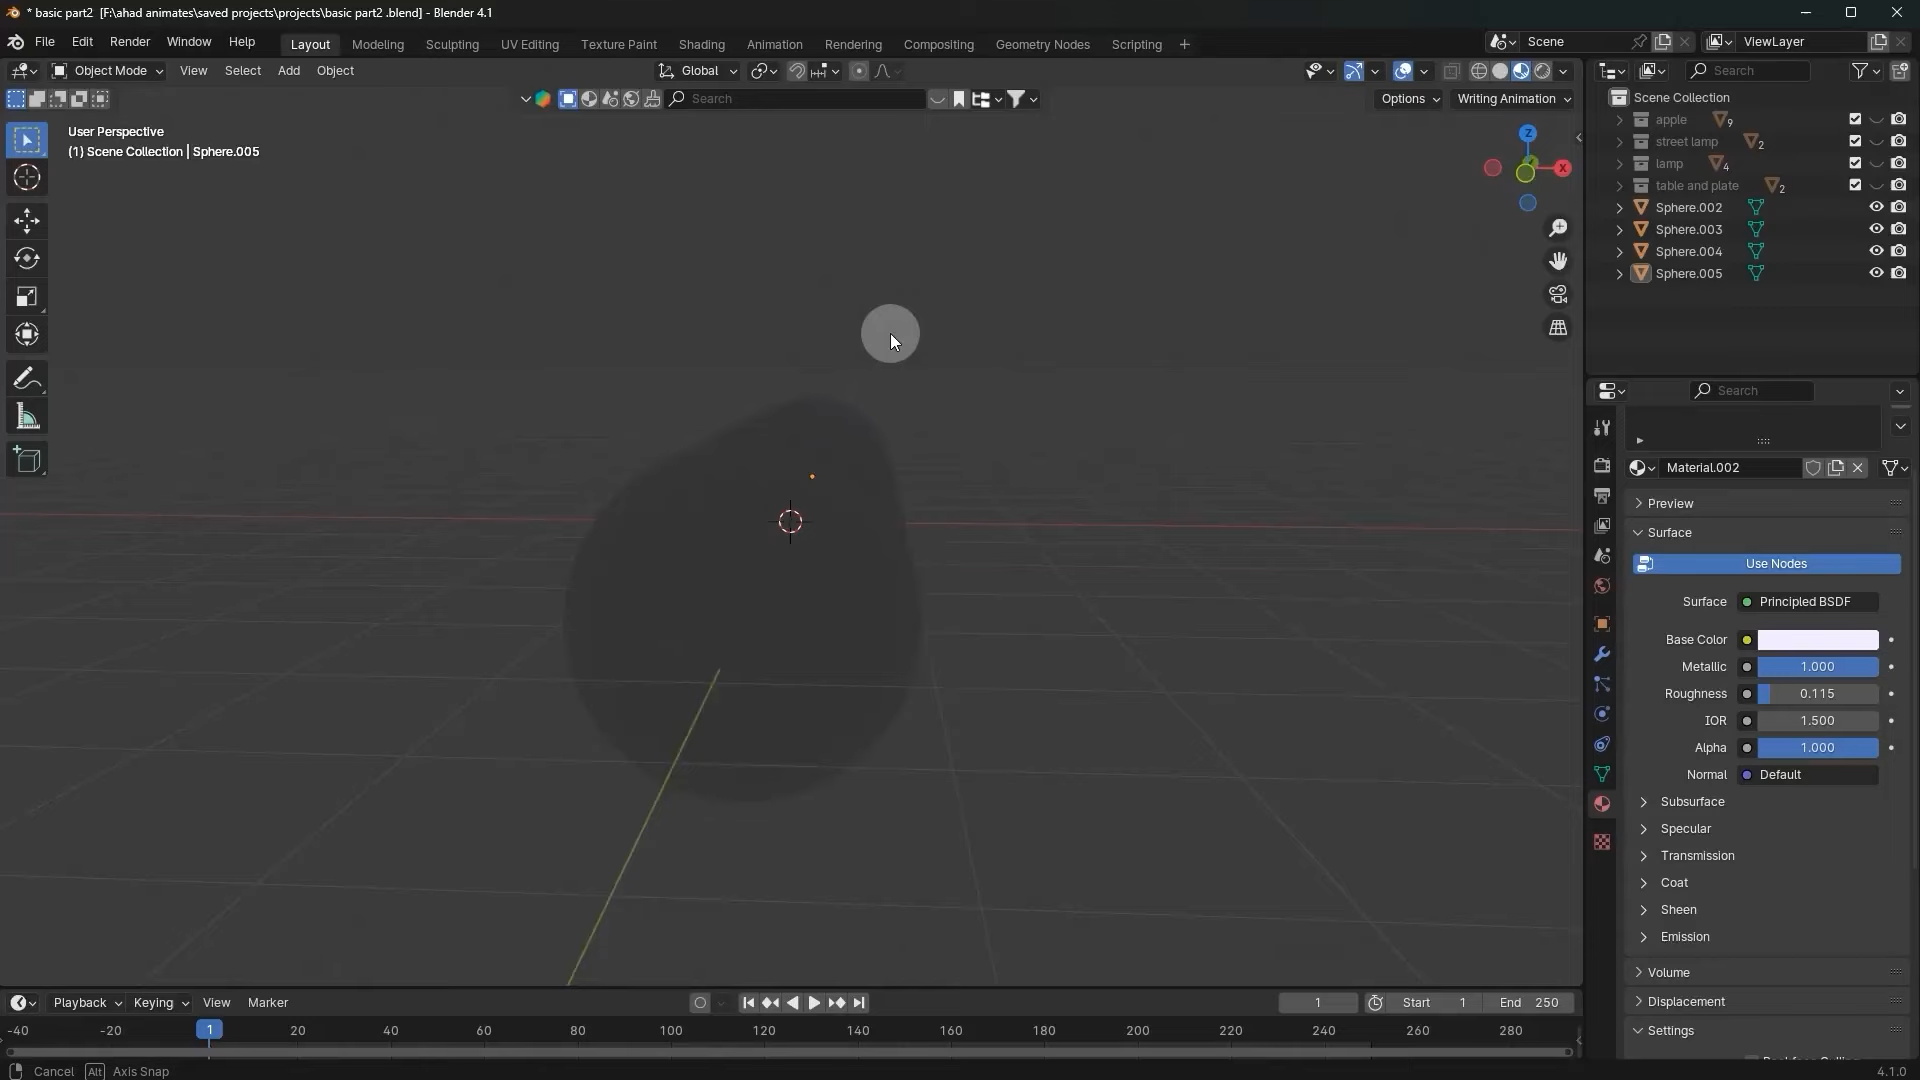 * basic part2 [F:\ahad animates\saved projects\projects\basic part2 .blend] - Blender 4.1
File Edit Render Window Help Layout Modeling Sculpting UV Editing Texture Paint Shading Animation Rendering Compositing Geometry Nodes Scripting + Scene ViewLayer
Object Mode View Select Add Object Global Search
Search Options Writing Animation
User Perspective
(1) Scene Collection | Sphere.005
Z
X
Scene Collection
apple 9
street lamp 2
lamp 4
table and plate 2
Sphere.002
Sphere.003
Sphere.004
Sphere.005
Search
Material.002
Preview
Surface
Use Nodes
Surface Principled BSDF
Base Color
Metallic 1.000
Roughness 0.115
IOR 1.500
Alpha 1.000
Normal Default
Subsurface
Specular
Transmission
Coat
Sheen
Emission
Volume
Displacement
Settings
Playback Keying View Marker 1 Start 1 End 250
-40 -20 1 20 40 60 80 100 120 140 160 180 200 220 240 260 280
Cancel Alt Axis Snap 4.1.0